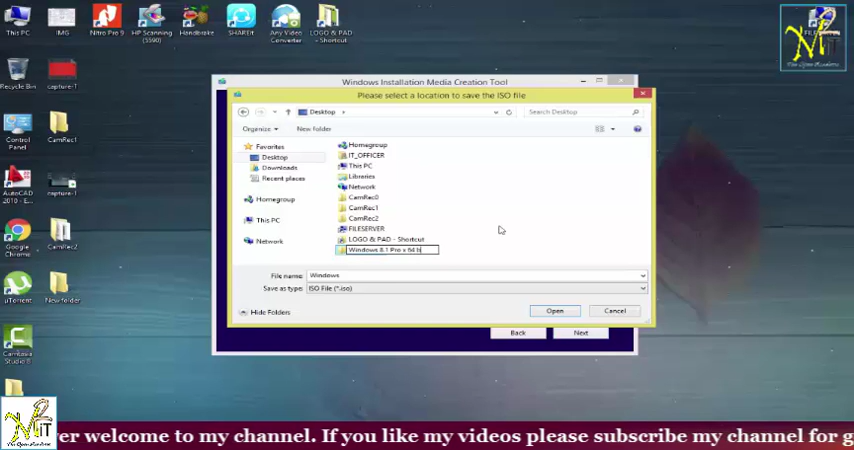 This PC
IMG
Nitro Pro 9
HP Scanning
(5590)
Handbrake
SHAREit
Any Video
Converter
LOGO & PAD
- Shortcut
MiT
The Open Academy
Recycle Bin
capture-1
Control
Panel
CamRec1
AutoCAD
2010 - E...
capture-1
Google
Chrome
CamRec2
uTorrent
New folder
Camtasia
Studio 8
Windows Installation Media Creation Tool
Please select a location to save the ISO file
Desktop
Search Desktop
Organize
New folder
Favorites
Desktop
Downloads
Recent places
Homegroup
This PC
Network
Homegroup
IT_OFFICER
This PC
Libraries
Network
CamRec0
CamRec1
CamRec2
FILESERVER
LOGO & PAD - Shortcut
Windows 8.1 Pro x 64 b
File name:
Windows
Save as type:
ISO File (*.iso)
Hide Folders
Open
Cancel
Back
Next
MiT
er welcome to my channel. If you like my videos please subscribe my channel for g